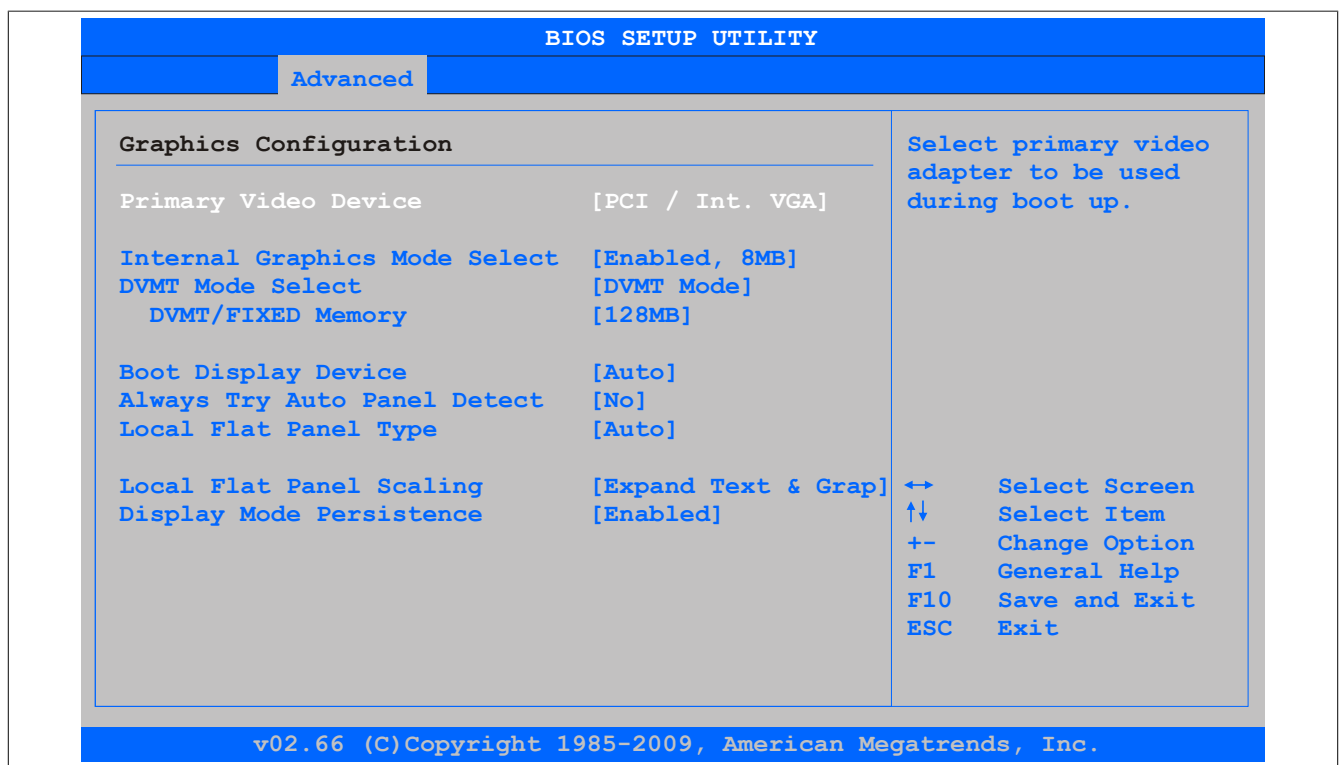 BIOS SETUP UTILITY
Advanced
Graphics Configuration
Primary Video Device [PCI / Int. VGA]
Internal Graphics Mode Select [Enabled, 8MB]
DVMT Mode Select [DVMT Mode]
DVMT/FIXED Memory [128MB]
Boot Display Device [Auto]
Always Try Auto Panel Detect [No]
Local Flat Panel Type [Auto]
Local Flat Panel Scaling [Expand Text & Grap]
Display Mode Persistence [Enabled]
Select primary video
adapter to be used
during boot up.
↔ Select Screen
↑↓ Select Item
+- Change Option
F1 General Help
F10 Save and Exit
ESC Exit
v02.66 (C)Copyright 1985-2009, American Megatrends, Inc.